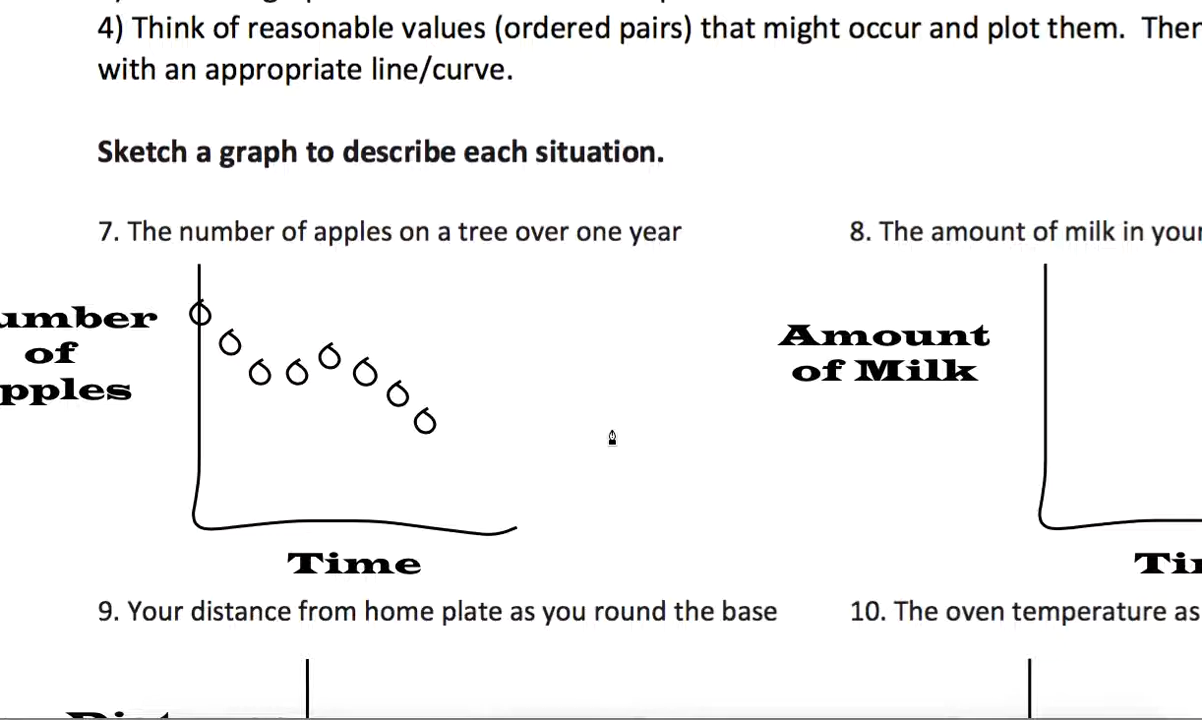 4) Think of reasonable values (ordered pairs) that might occur and plot them. Then
with an appropriate line/curve.
Sketch a graph to describe each situation.
7. The number of apples on a tree over one year
8. The amount of milk in your
umber
of
pples
Amount
of Milk
Time
9. Your distance from home plate as you round the base
10. The oven temperature as